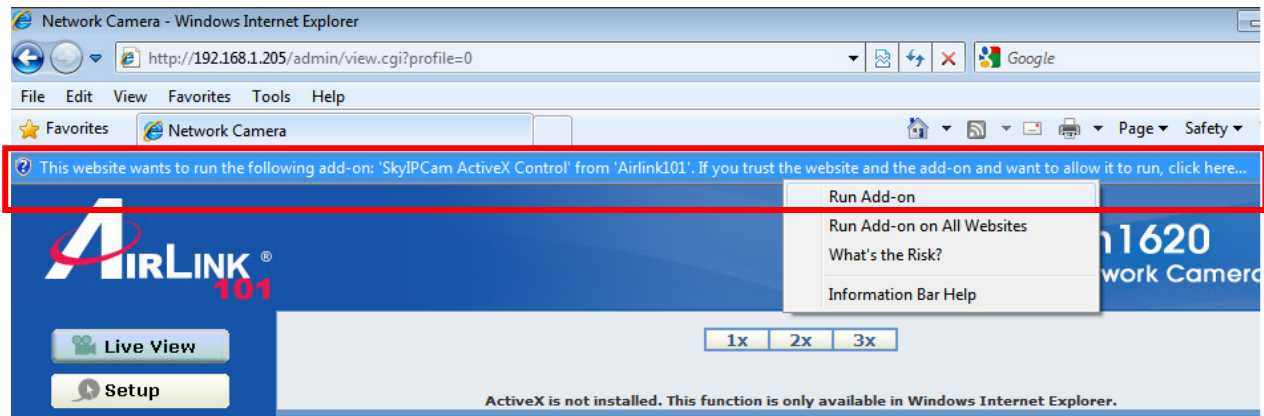 Network Camera - Windows Internet Explorer
http://192.168.1.205/admin/view.cgi?profile=0
Google
File Edit View Favorites Tools Help
Favorites
Network Camera
Page
Safety
This website wants to run the following add-on: 'SkyIPCam ActiveX Control' from 'Airlink101'. If you trust the website and the add-on and want to allow it to run, click here...
Run Add-on
Run Add-on on All Websites
What's the Risk?
Information Bar Help
AIRLINK ®
101
1620
work Camera
1x 2x 3x
Live View
Setup
ActiveX is not installed. This function is only available in Windows Internet Explorer.